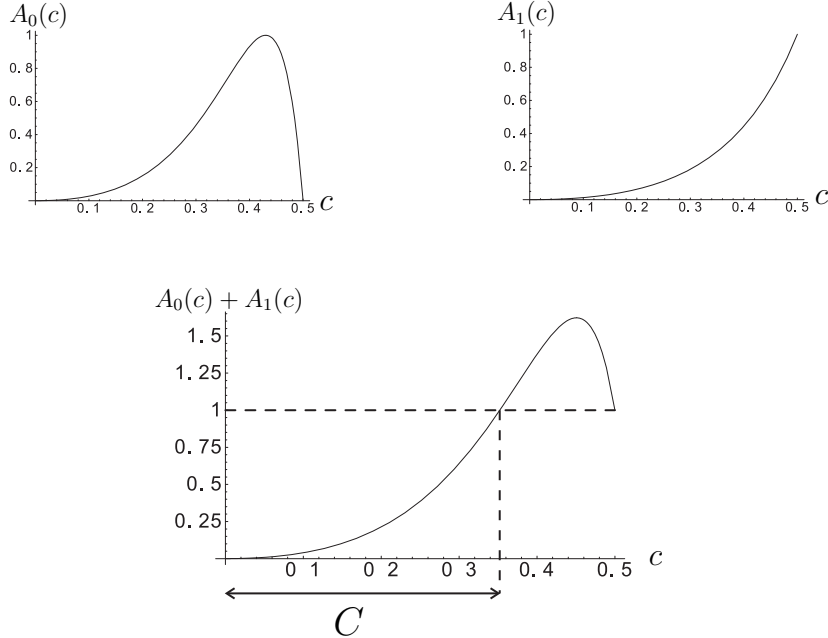 A₀(c)
1
0. 8
0. 6
0. 4
0. 2
0. 1 0. 2 0. 3 0. 4 0. 5 c
A₁(c)
1
0. 8
0. 6
0. 4
0. 2
0. 1 0. 2 0. 3 0. 4 0. 5 c
A₀(c) + A₁(c)
1. 5
1. 25
1
0. 75
0. 5
0. 25
0 1 0 2 0 3 0. 4 0. 5 c
C